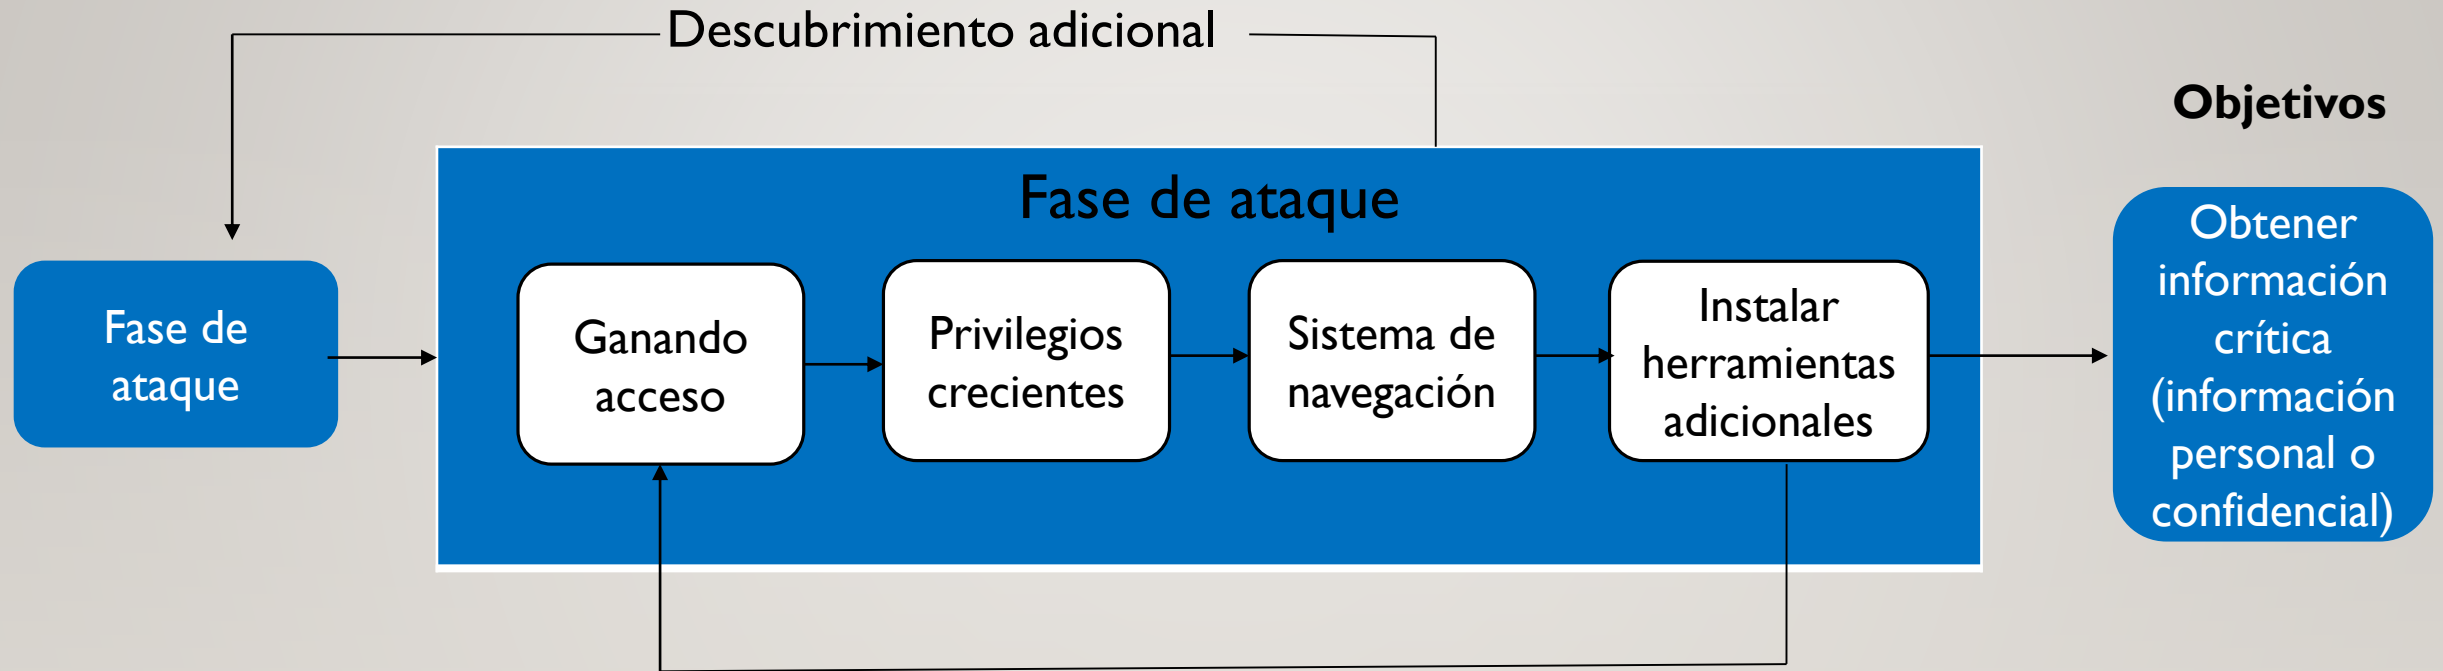 Descubrimiento adicional
Objetivos
Fase de ataque
Fase de
ataque
Ganando
acceso
Privilegios
crecientes
Sistema de
navegación
Instalar
herramientas
adicionales
Obtener
información
crítica
(información
personal o
confidencial)